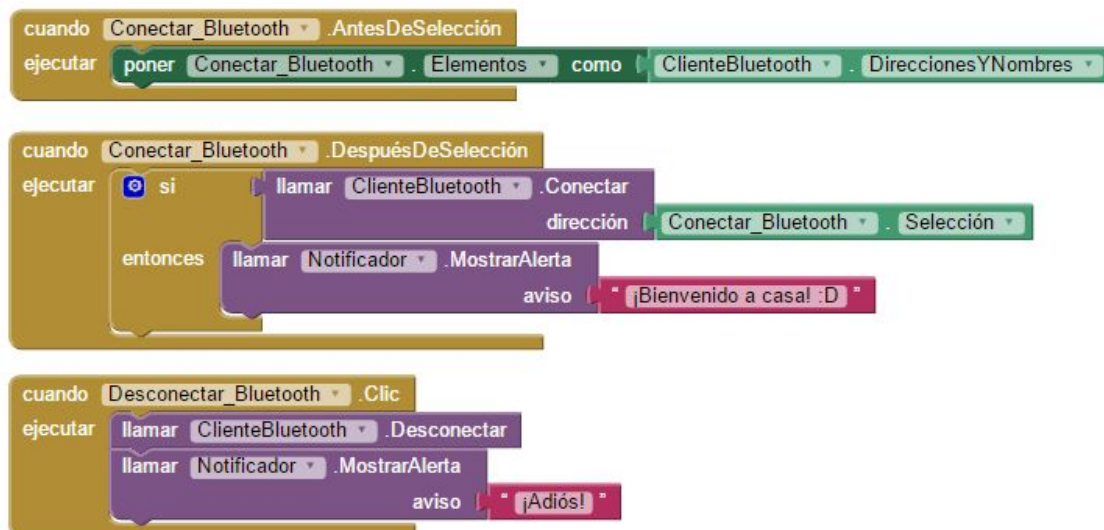 cuando Conectar_Bluetooth .AntesDeSelección
ejecutar poner Conectar_Bluetooth . Elementos como ClienteBluetooth . DireccionesYNombres
cuando Conectar_Bluetooth .DespuésDeSelección
ejecutar si llamar ClienteBluetooth .Conectar
dirección Conectar_Bluetooth . Selección
entonces llamar Notificador .MostrarAlerta
aviso " ¡Bienvenido a casa! :D "
cuando Desconectar_Bluetooth .Clic
ejecutar llamar ClienteBluetooth .Desconectar
llamar Notificador .MostrarAlerta
aviso " ¡Adiós! "